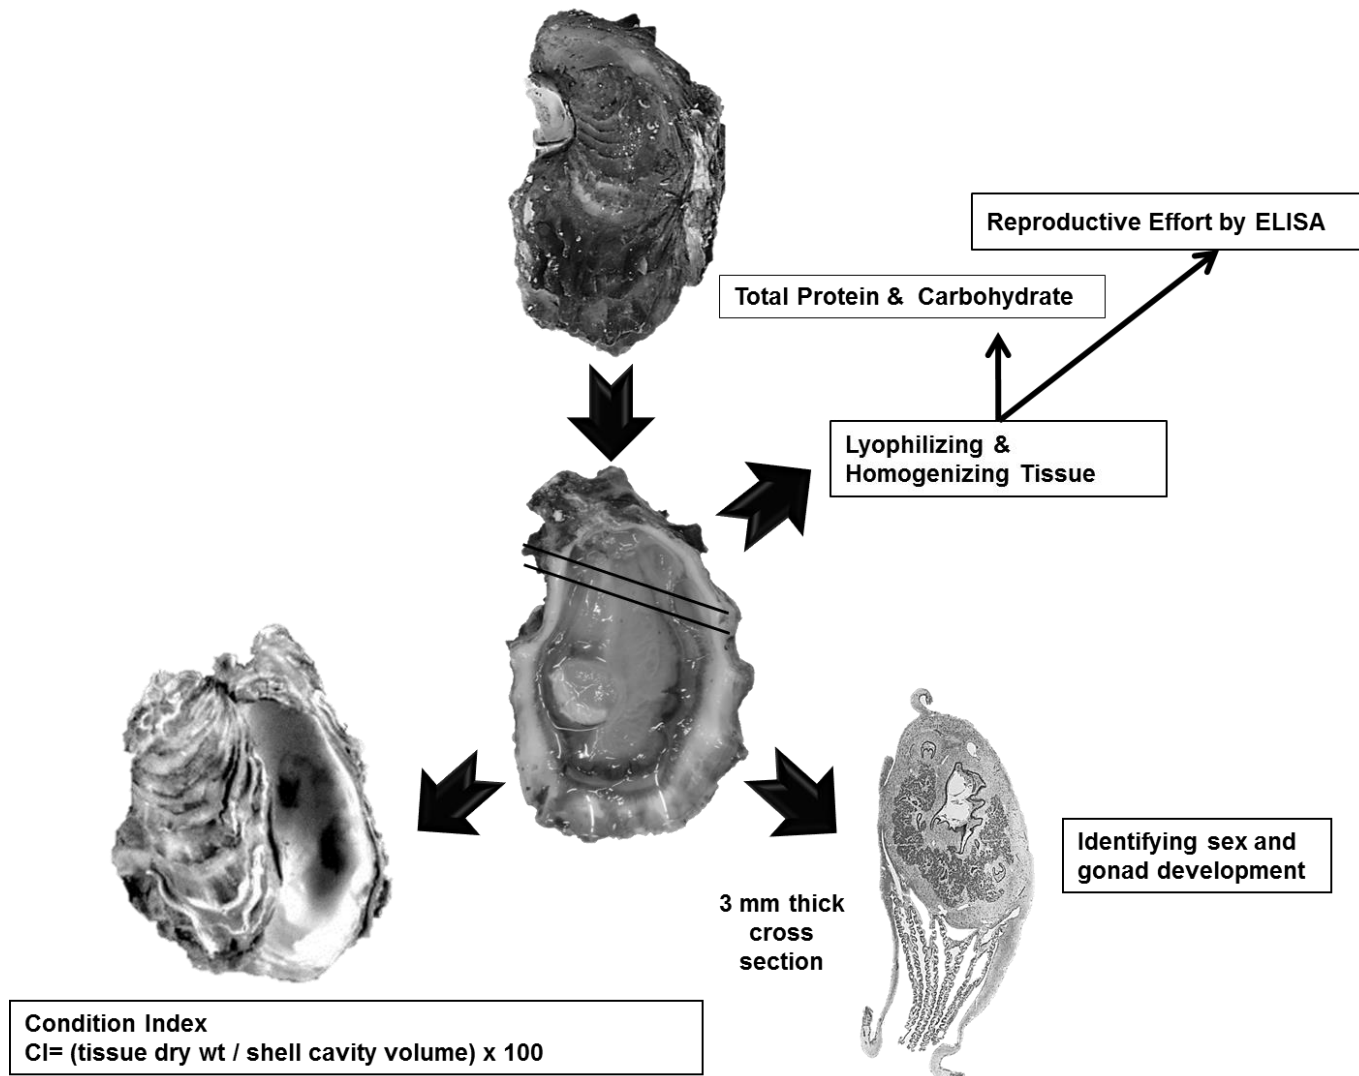 Reproductive Effort by ELISA
Total Protein & Carbohydrate
Lyophilizing &
Homogenizing Tissue
Identifying sex and
gonad development
3 mm thick
cross
section
Condition Index
CI= (tissue dry wt / shell cavity volume) x 100